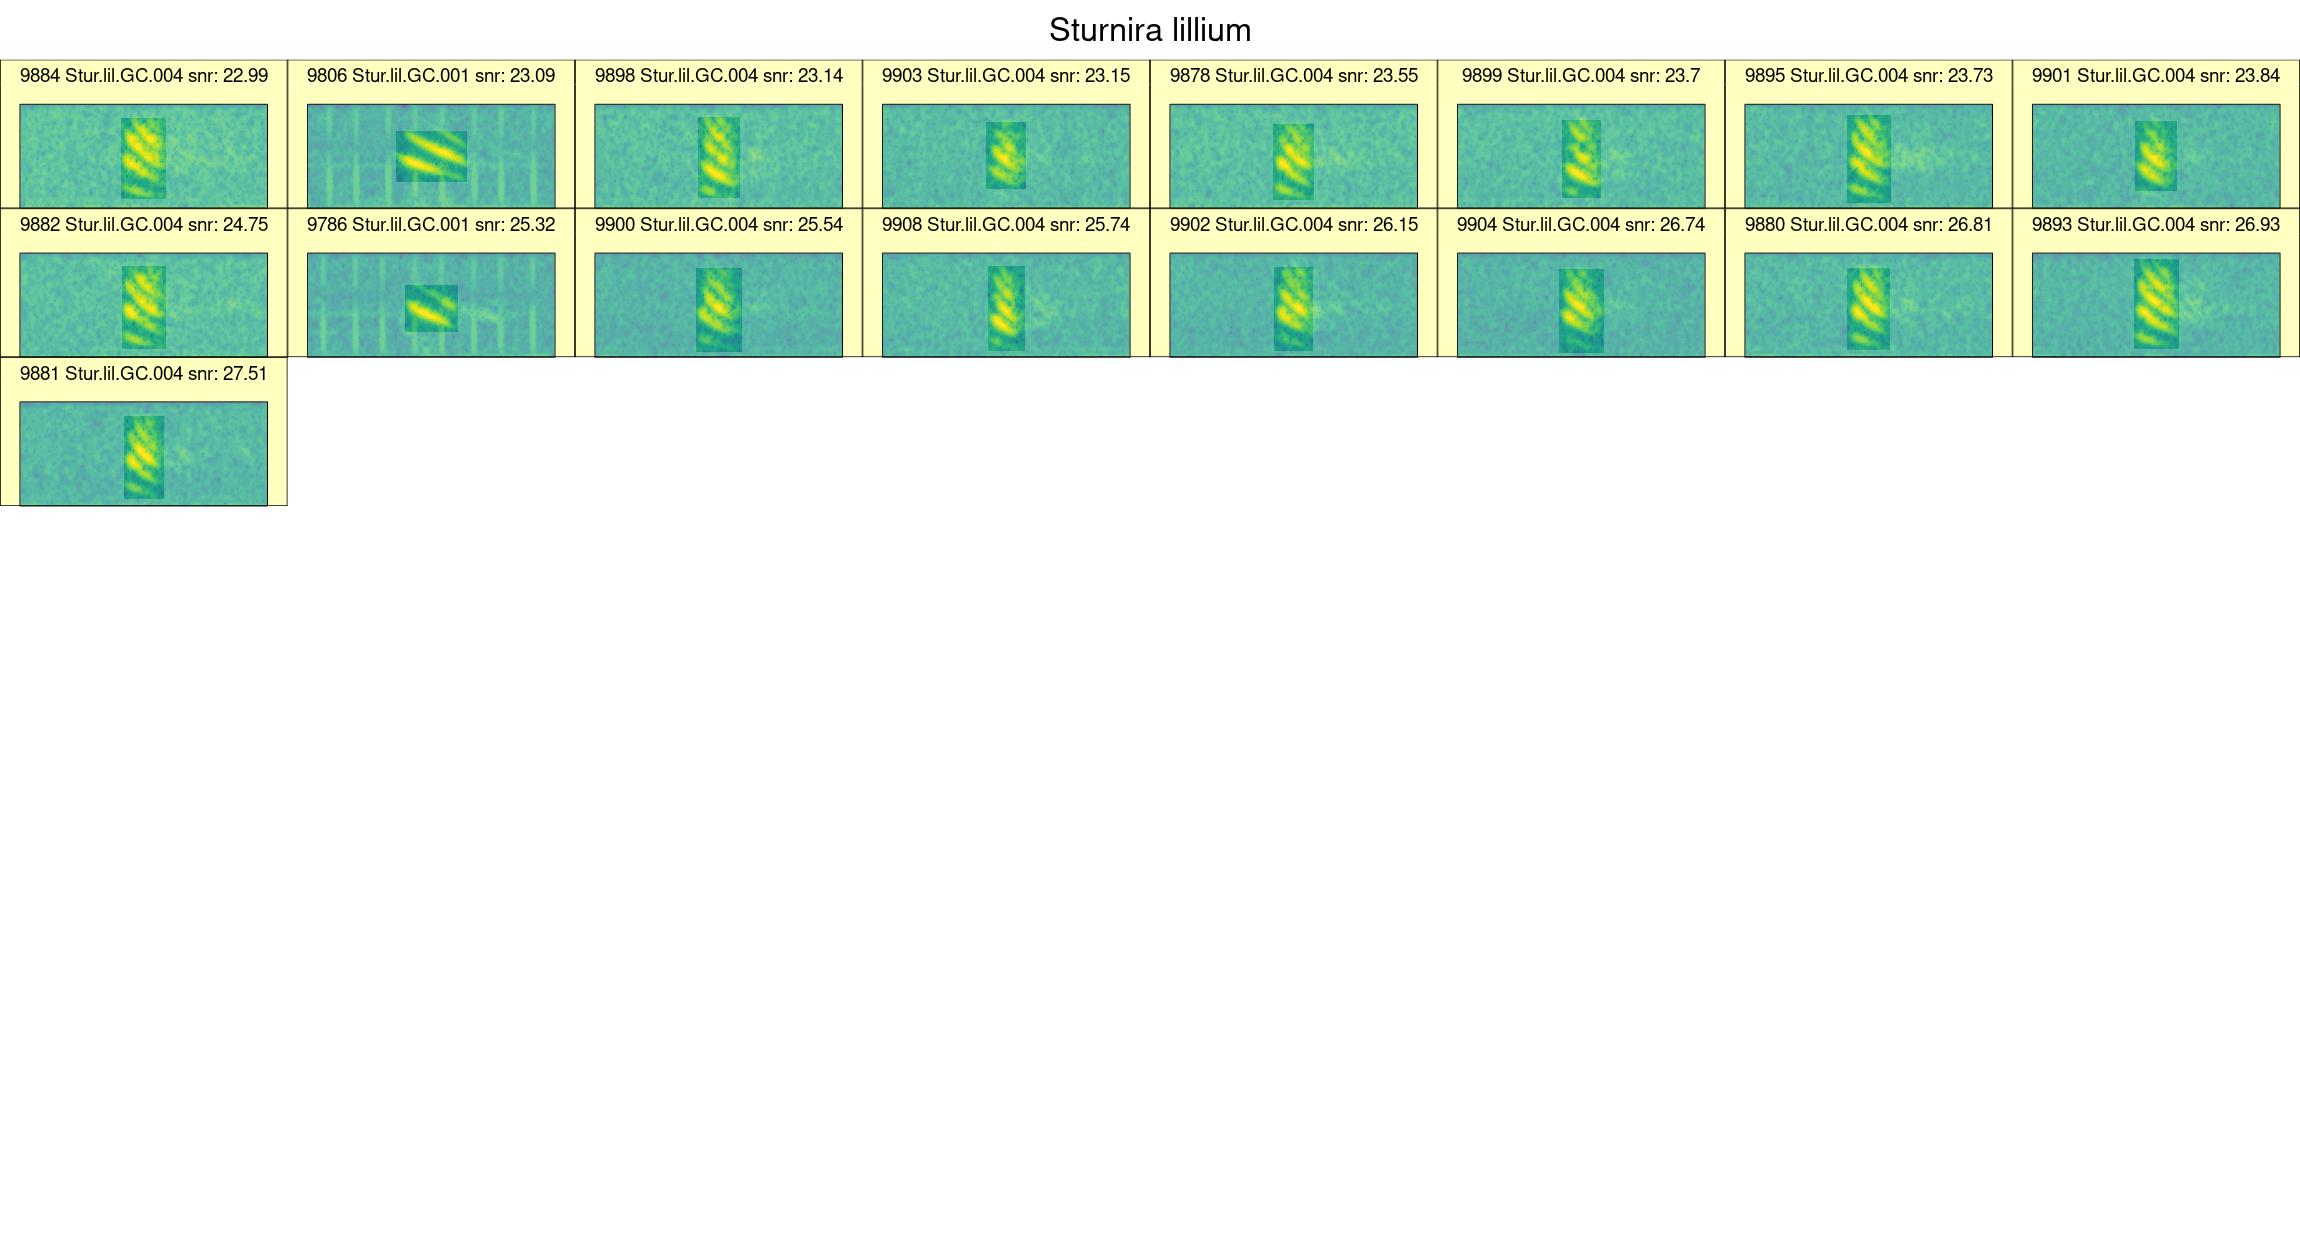 Sturnira lillium
9884 Stur.lil.GC.004 snr: 22.99
9806 Stur.lil.GC.001 snr: 23.09
9898 Stur.lil.GC.004 snr: 23.14
9903 Stur.lil.GC.004 snr: 23.15
9878 Stur.lil.GC.004 snr: 23.55
9899 Stur.lil.GC.004 snr: 23.7
9895 Stur.lil.GC.004 snr: 23.73
9901 Stur.lil.GC.004 snr: 23.84
9882 Stur.lil.GC.004 snr: 24.75
9786 Stur.lil.GC.001 snr: 25.32
9900 Stur.lil.GC.004 snr: 25.54
9908 Stur.lil.GC.004 snr: 25.74
9902 Stur.lil.GC.004 snr: 26.15
9904 Stur.lil.GC.004 snr: 26.74
9880 Stur.lil.GC.004 snr: 26.81
9893 Stur.lil.GC.004 snr: 26.93
9881 Stur.lil.GC.004 snr: 27.51